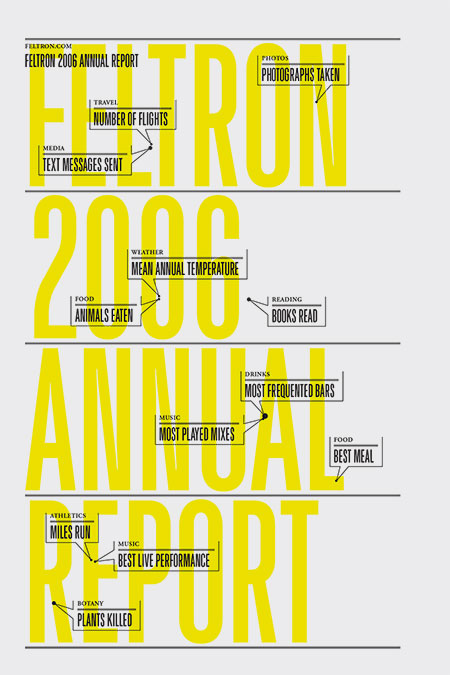 FELTRON.COM
FELTRON 2006 ANNUAL REPORT
FELTRON
PHOTOS
PHOTOGRAPHS TAKEN
TRAVEL
NUMBER OF FLIGHTS
MEDIA
TEXT MESSAGES SENT
2006
WEATHER
MEAN ANNUAL TEMPERATURE
FOOD
ANIMALS EATEN
READING
BOOKS READ
ANNUAL
DRINKS
MOST FREQUENTED BARS
MUSIC
MOST PLAYED MIXES
FOOD
BEST MEAL
REPORT
ATHLETICS
MILES RUN
MUSIC
BEST LIVE PERFORMANCE
BOTANY
PLANTS KILLED